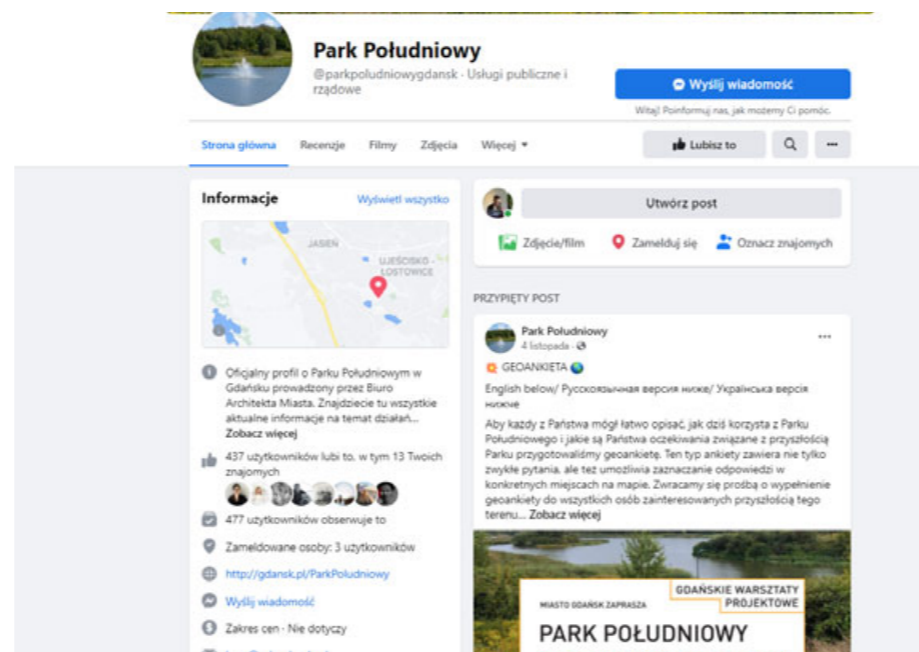 Park Południowy
@parkpoludniowygdansk · Usługi publiczne i
rządowe
Wyślij wiadomość
Witaj! Poinformuj nas, jak możemy Ci pomóc.
Strona główna
Recenzje
Filmy
Zdjęcia
Więcej
Lubisz to
Informacje
Wyświetl wszystko
JASIEŃ
UJEŚCISKO -
ŁOSTOWICE
Oficjalny profil o Parku Południowym w
Gdańsku prowadzony przez Biuro
Architekta Miasta. Znajdziecie tu wszystkie
aktualne informacje na temat działań...
Zobacz więcej
437 użytkowników lubi to, w tym 13 Twoich
znajomych
477 użytkowników obserwuje to
Zameldowane osoby: 3 użytkowników
http://gdansk.pl/ParkPoludniowy
Wyślij wiadomość
Zakres cen · Nie dotyczy
Utwórz post
Zdjęcie/film
Zamelduj się
Oznacz znajomych
PRZYPIĘTY POST
Park Południowy
4 listopada ·
GEOANKIETA
English below/ Русскоязычная версия ниже/ Українська версія
нижче
Aby każdy z Państwa mógł łatwo opisać, jak dziś korzysta z Parku
Południowego i jakie są Państwa oczekiwania związane z przyszłością
Parku przygotowaliśmy geoankietę. Ten typ ankiety zawiera nie tylko
zwykłe pytania, ale też umożliwia zaznaczanie odpowiedzi w
konkretnych miejscach na mapie. Zwracamy się prośbą o wypełnienie
geoankiety do wszystkich osób zainteresowanych przyszłością tego
terenu... Zobacz więcej
GDAŃSKIE WARSZTATY
PROJEKTOWE
MIASTO GDAŃSK ZAPRASZA
PARK POŁUDNIOWY